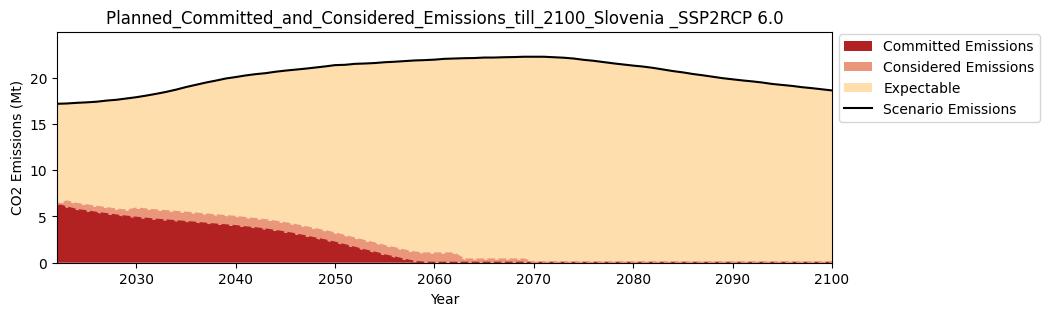 Planned_Committed_and_Considered_Emissions_till_2100_Slovenia _SSP2RCP 6.0
Committed Emissions
Considered Emissions
Expectable
Scenario Emissions
CO2 Emissions (Mt)
20
15
10
5
0
2030 2040 2050 2060 2070 2080 2090 2100
Year